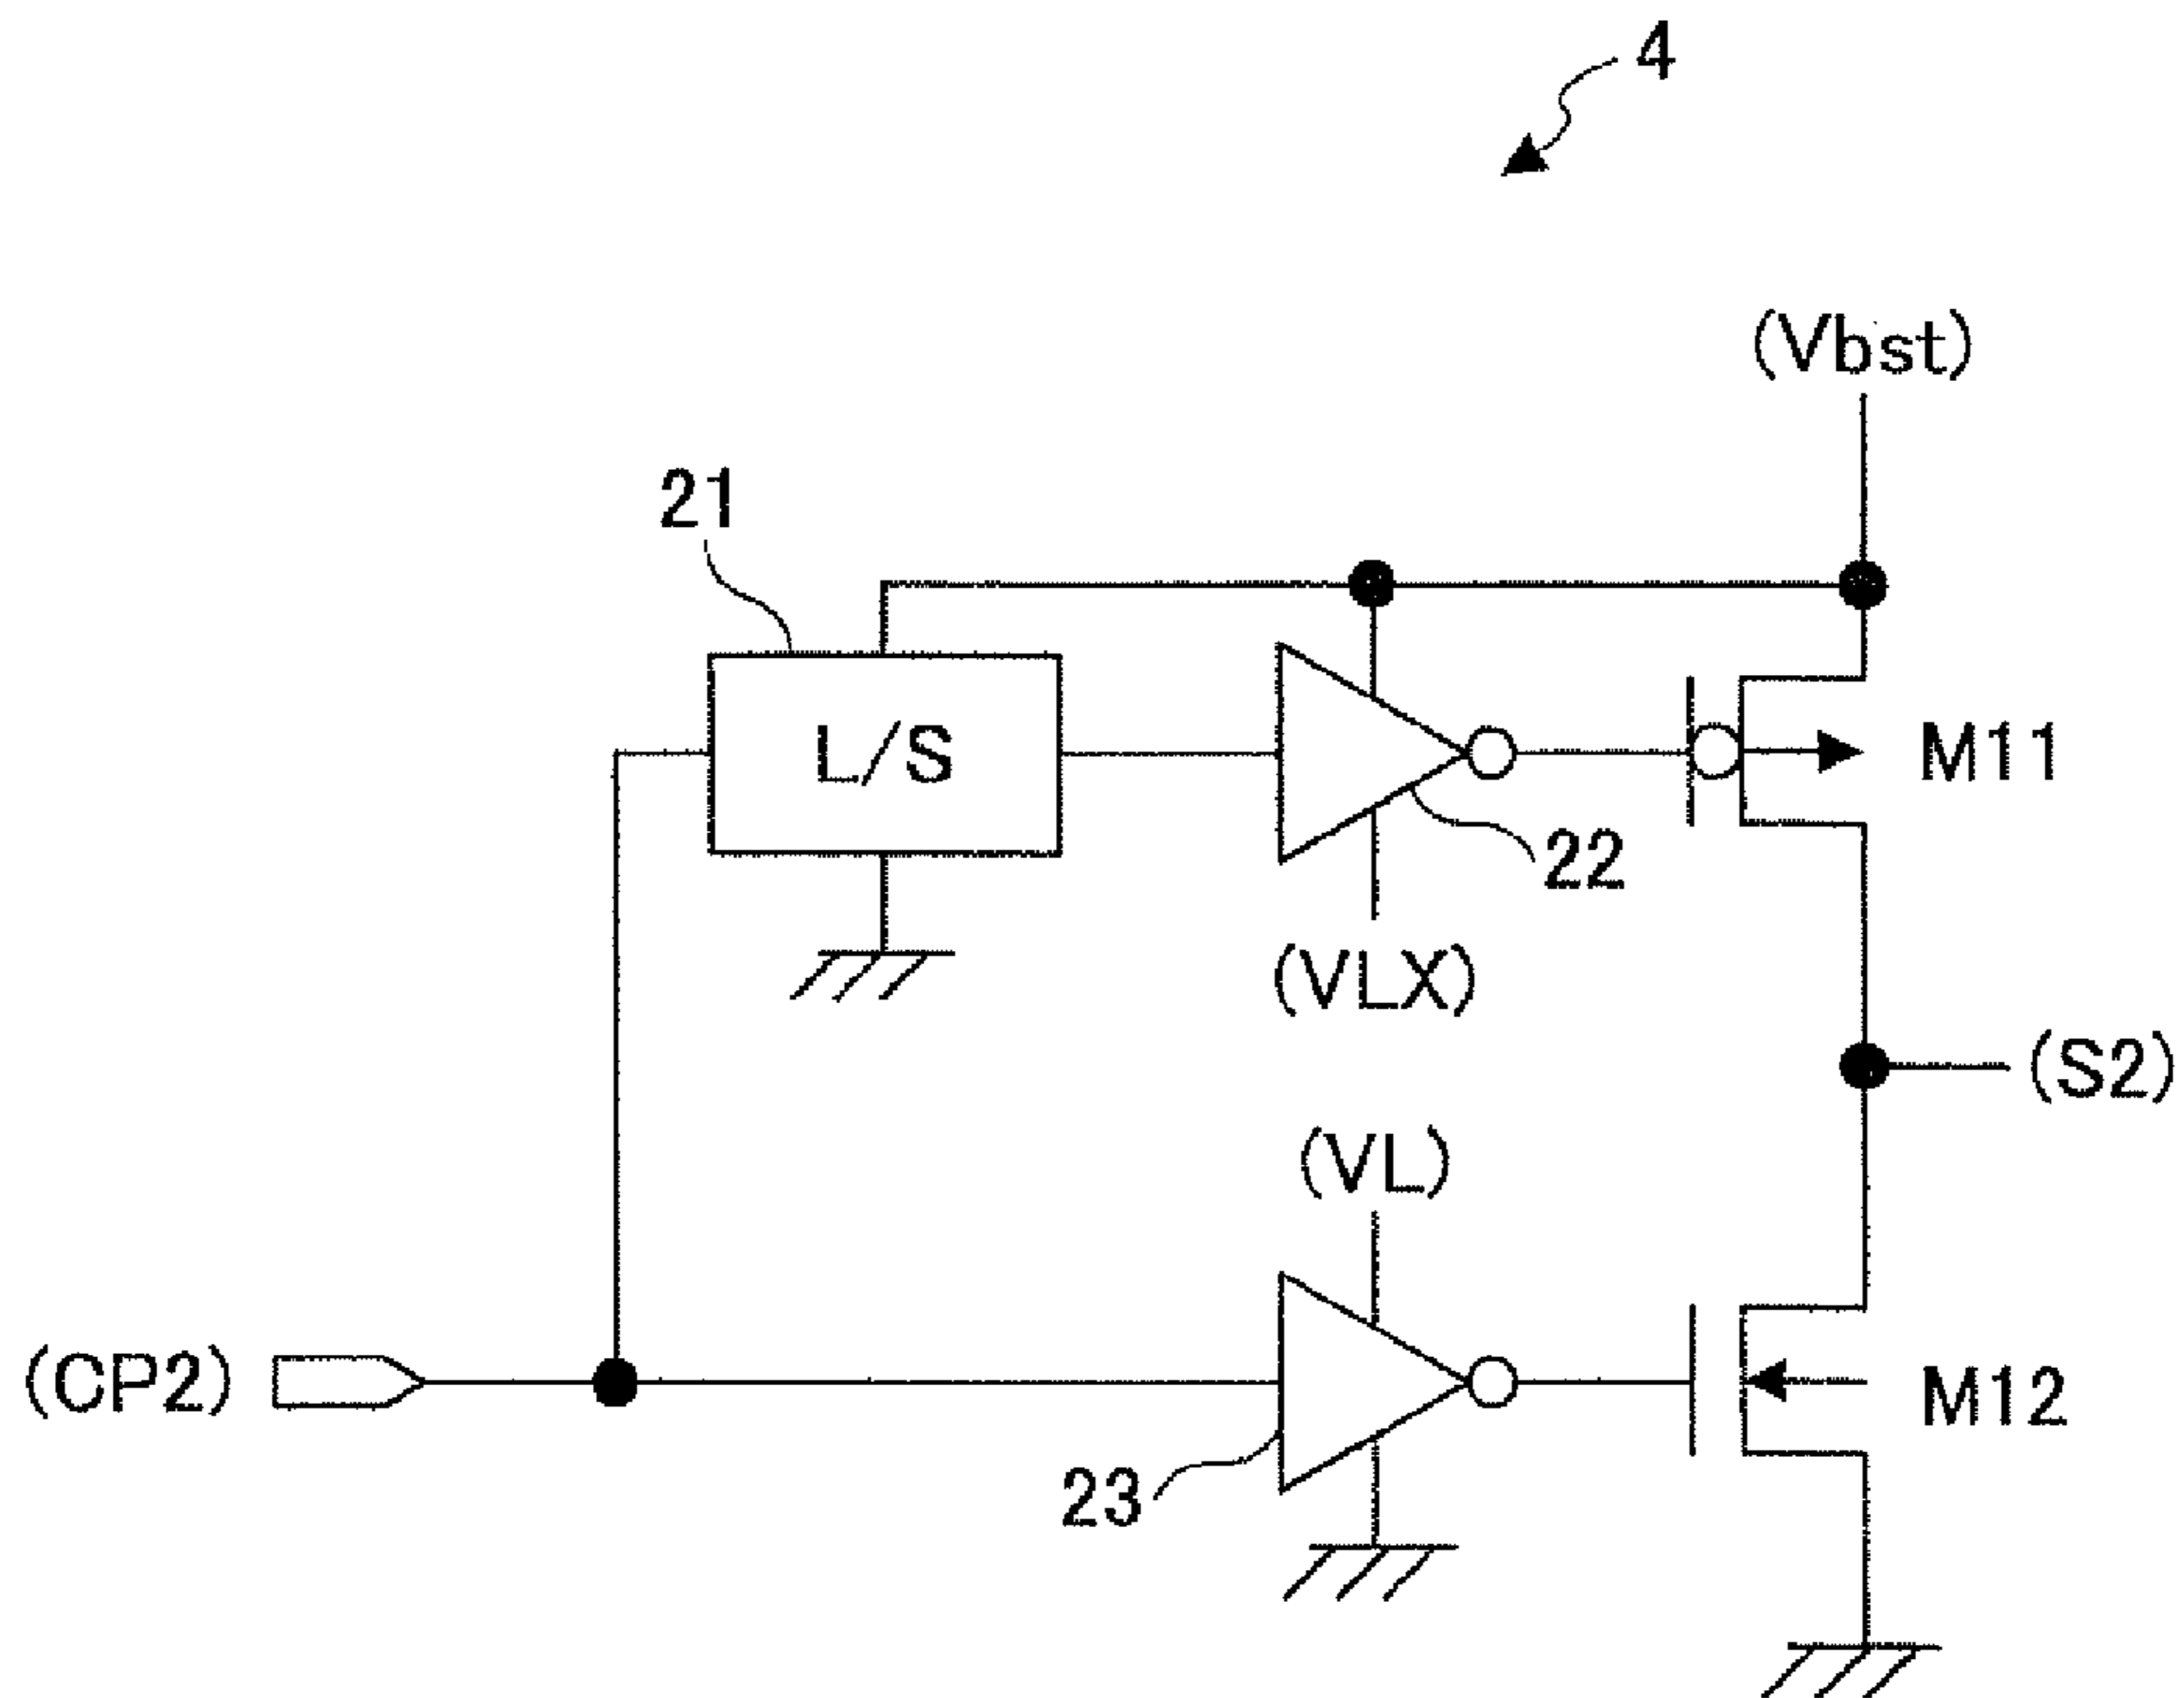 4
(Vbst)
21
L/S
M11
22
(VLX)
(S2)
(VL)
(CP2)
M12
23